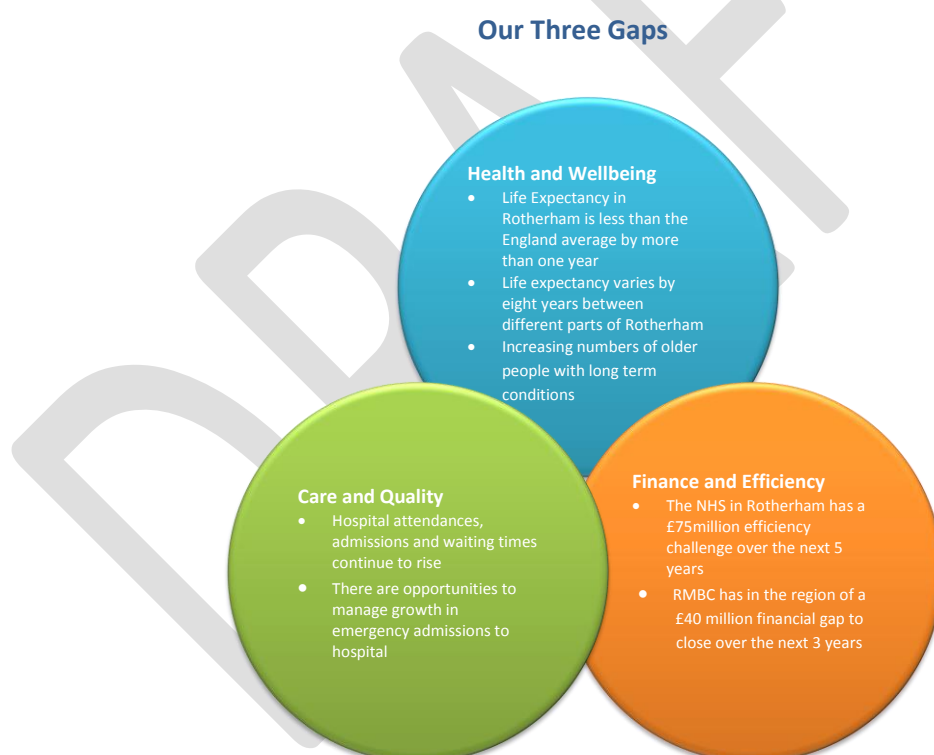 Our Three Gaps
DRAF
Health and Wellbeing
• Life Expectancy in
Rotherham is less than the
England average by more
than one year
• Life expectancy varies by
eight years between
different parts of Rotherham
• Increasing numbers of older
people with long term
conditions
Care and Quality
• Hospital attendances,
admissions and waiting times
continue to rise
• There are opportunities to
manage growth in
emergency admissions to
hospital
Finance and Efficiency
• The NHS in Rotherham has a
£75million efficiency
challenge over the next 5
years
• RMBC has in the region of a
£40 million financial gap to
close over the next 3 years